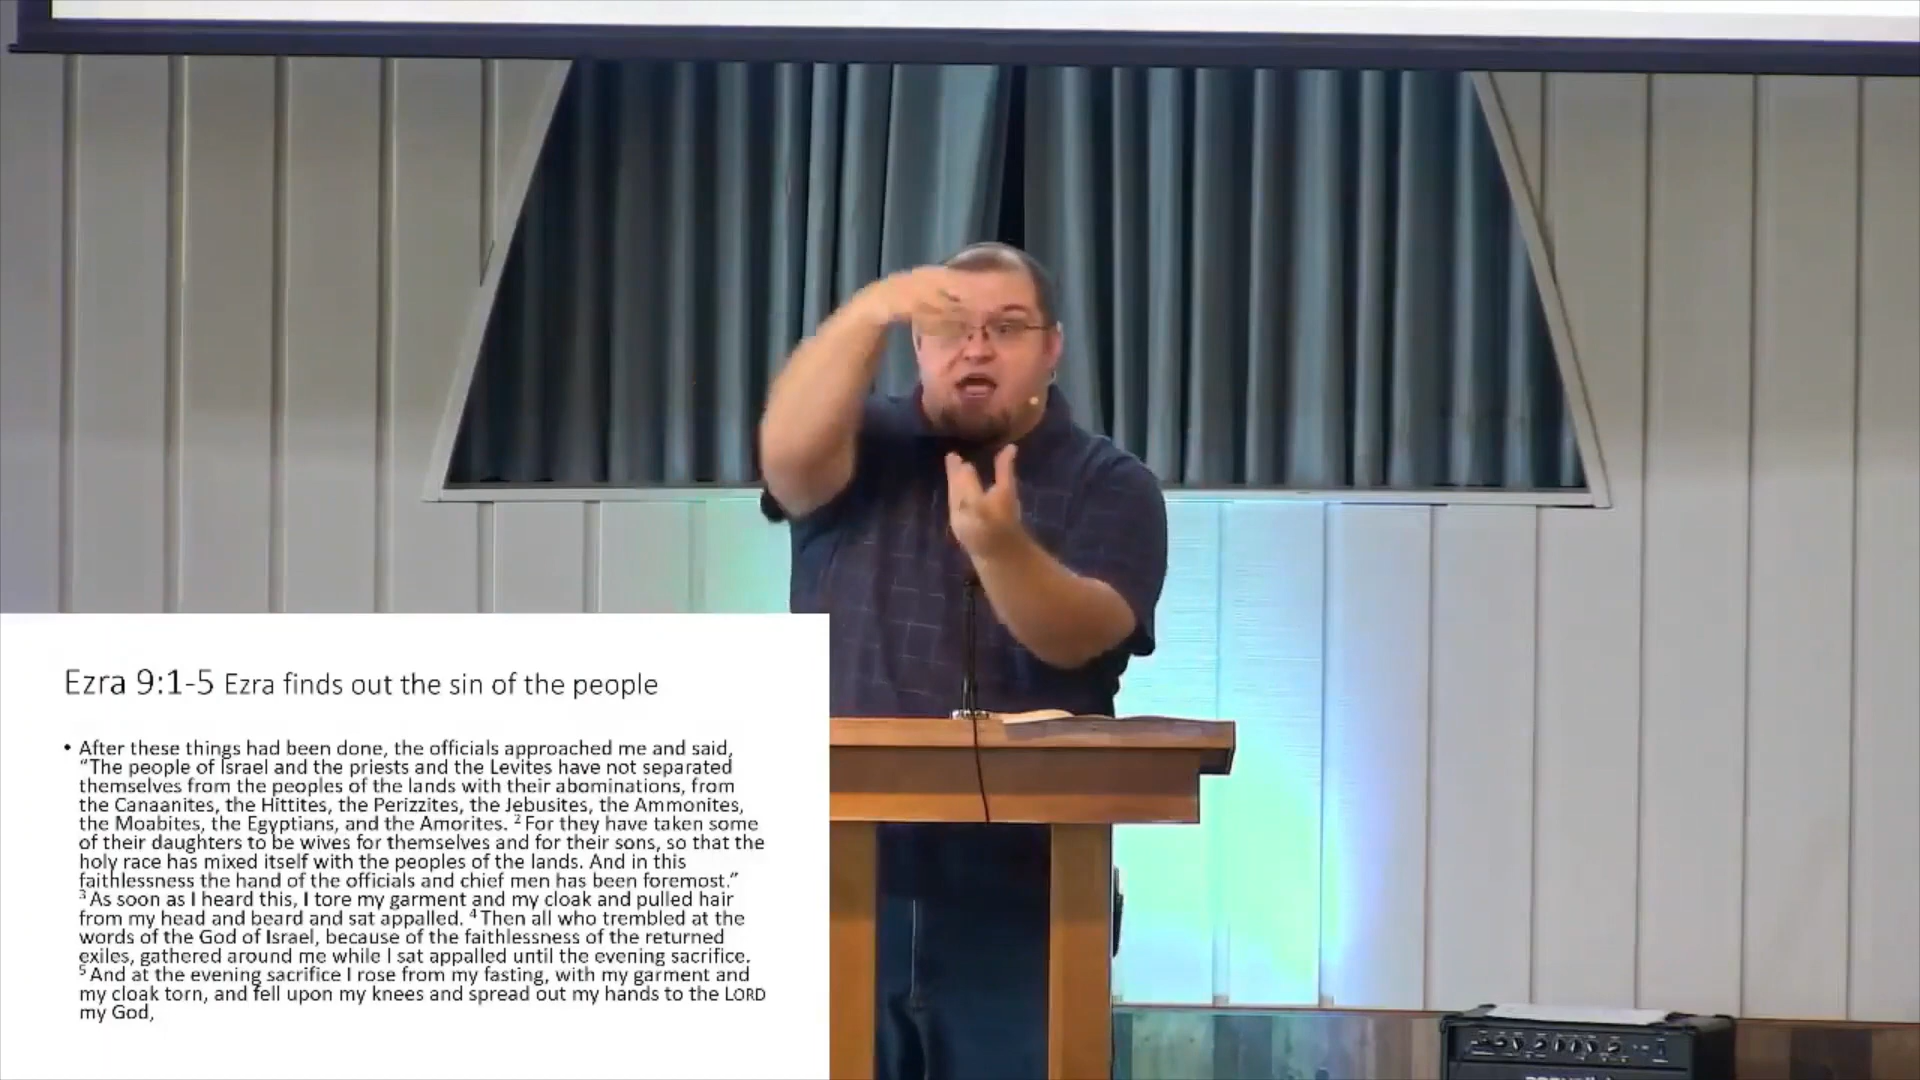 Ezra 9:1-5 Ezra finds out the sin of the people
• After these things had been done, the officials approached me and said,
“The people of Israel and the priests and the Levites have not separated
themselves from the peoples of the lands with their abominations, from
the Canaanites, the Hittites, the Perizzites, the Jebusites, the Ammonites,
the Moabites, the Egyptians, and the Amorites. ² For they have taken some
of their daughters to be wives for themselves and for their sons, so that the
holy race has mixed itself with the peoples of the lands. And in this
faithlessness the hand of the officials and chief men has been foremost.”
³ As soon as I heard this, I tore my garment and my cloak and pulled hair
from my head and beard and sat appalled. ⁴ Then all who trembled at the
words of the God of Israel, because of the faithlessness of the returned
exiles, gathered around me while I sat appalled until the evening sacrifice.
⁵ And at the evening sacrifice I rose from my fasting, with my garment and
my cloak torn, and fell upon my knees and spread out my hands to the LORD
my God,